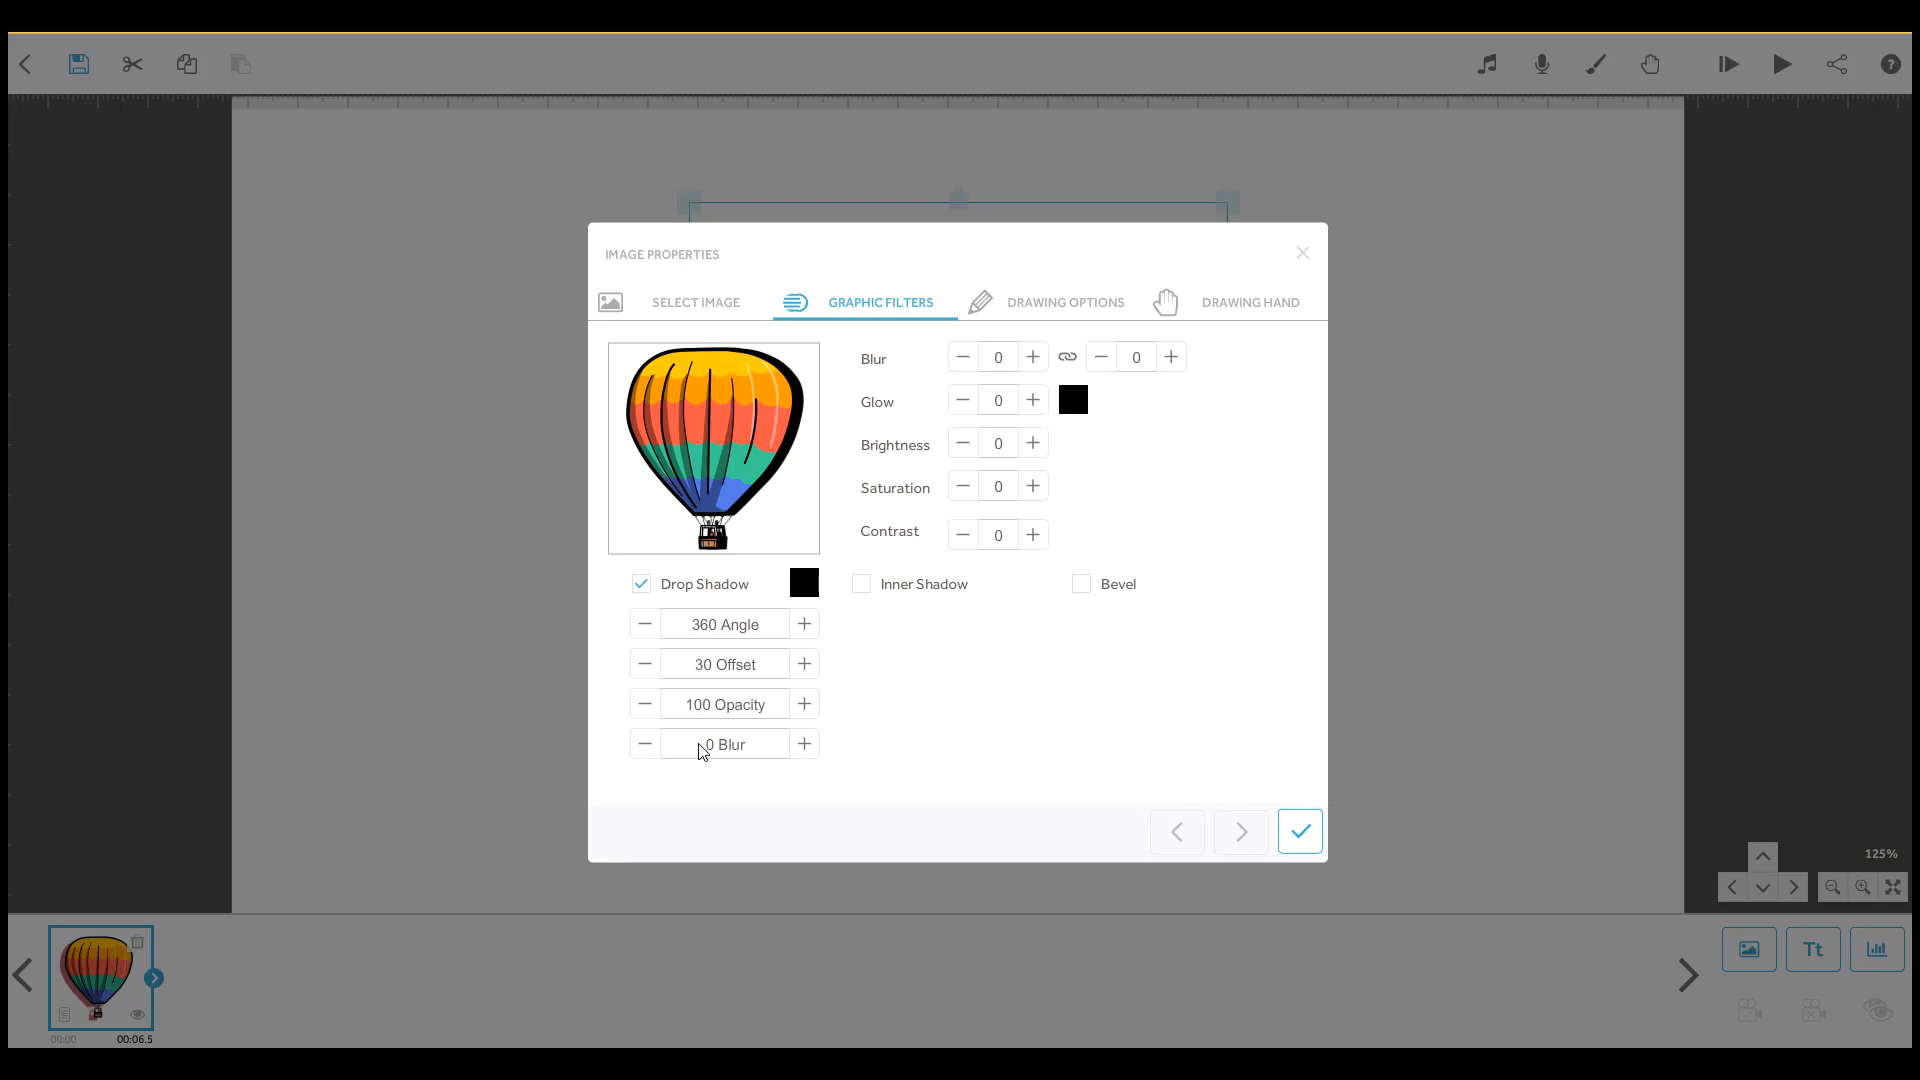 IMAGE PROPERTIES
SELECT IMAGE
GRAPHIC FILTERS
DRAWING OPTIONS
DRAWING HAND
Blur 0 0
Glow 0
Brightness 0
Saturation 0
Contrast 0
Drop Shadow
Inner Shadow
Bevel
360 Angle
30 Offset
100 Opacity
0 Blur
125%
Tt
00:00 00:06.5